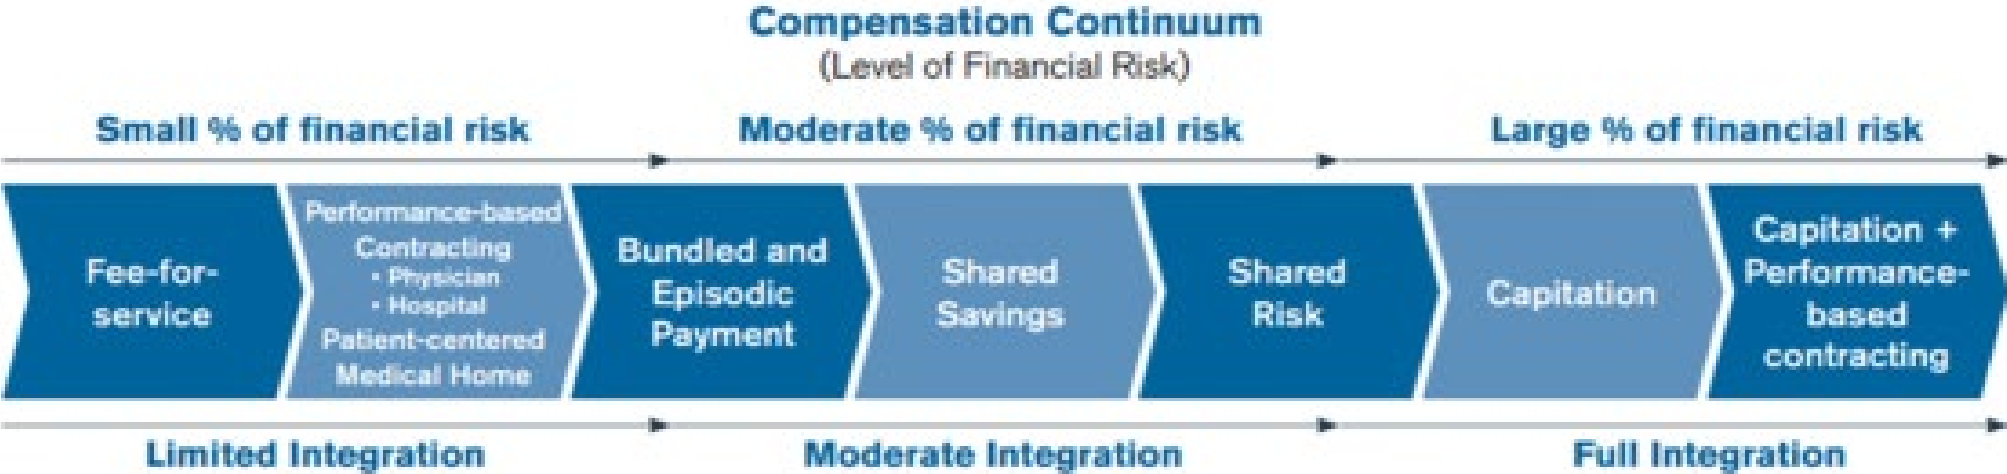 Compensation Continuum
(Level of Financial Risk)
Small % of financial risk
Moderate % of financial risk
Large % of financial risk
Fee-for-
service
Performance-based
Contracting
• Physician
• Hospital
Patient-centered
Medical Home
Bundled and
Episodic
Payment
Shared
Savings
Shared
Risk
Capitation
Capitation +
Performance-
based
contracting
Limited Integration
Moderate Integration
Full Integration